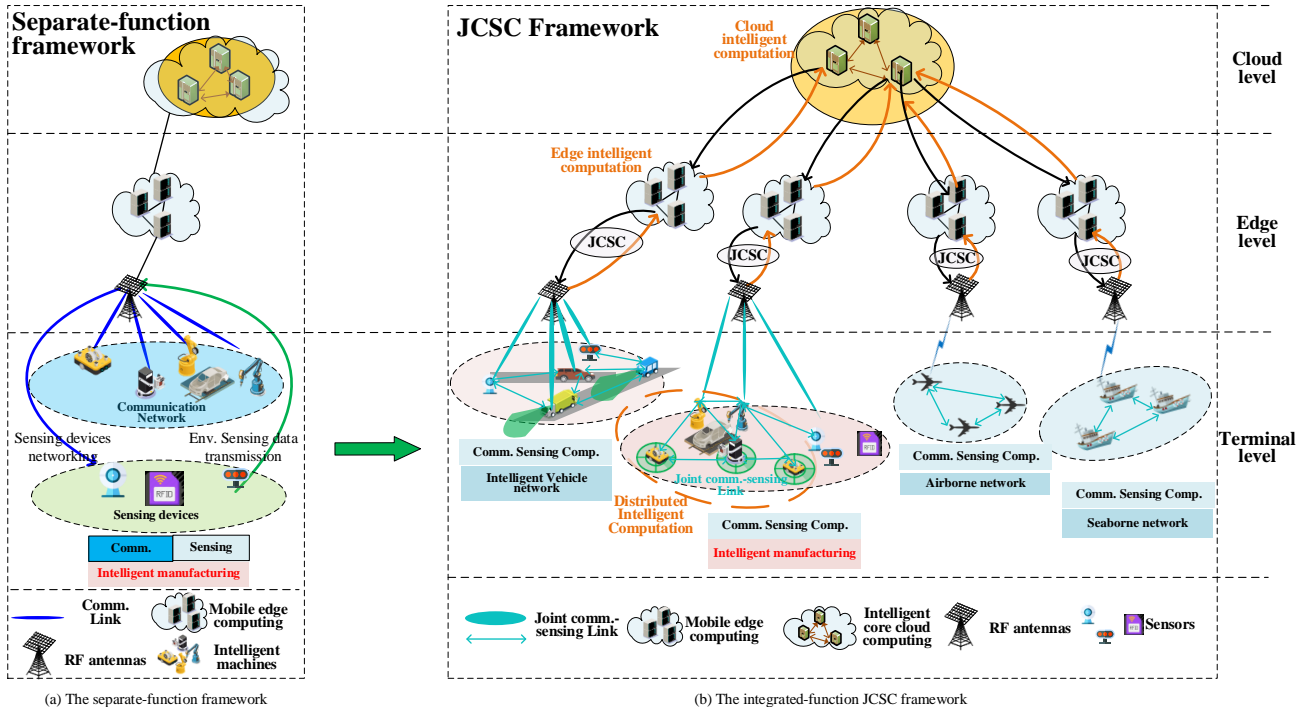 Separate-function
framework
Communication
Network
Sensing devices
networking
Env. Sensing data
transmission
RFID
Sensing devices
Comm.
Sensing
Intelligent manufacturing
Comm.
Link
Mobile edge
computing
RF antennas
Intelligent
machines
(a) The separate-function framework
JCSC Framework
Cloud
intelligent
computation
Edge intelligent
computation
JCSC
JCSC
JCSC
JCSC
Comm. Sensing Comp.
Intelligent Vehicle
network
Joint comm.-sensing
Link
Distributed
Intelligent
Computation
Comm. Sensing Comp.
Intelligent manufacturing
Comm. Sensing Comp.
Airborne network
Comm. Sensing Comp.
Seaborne network
Cloud
level
Edge
level
Terminal
level
Joint comm.-
sensing Link
Mobile edge
computing
Intelligent
core cloud
computing
RF antennas
Sensors
(b) The integrated-function JCSC framework